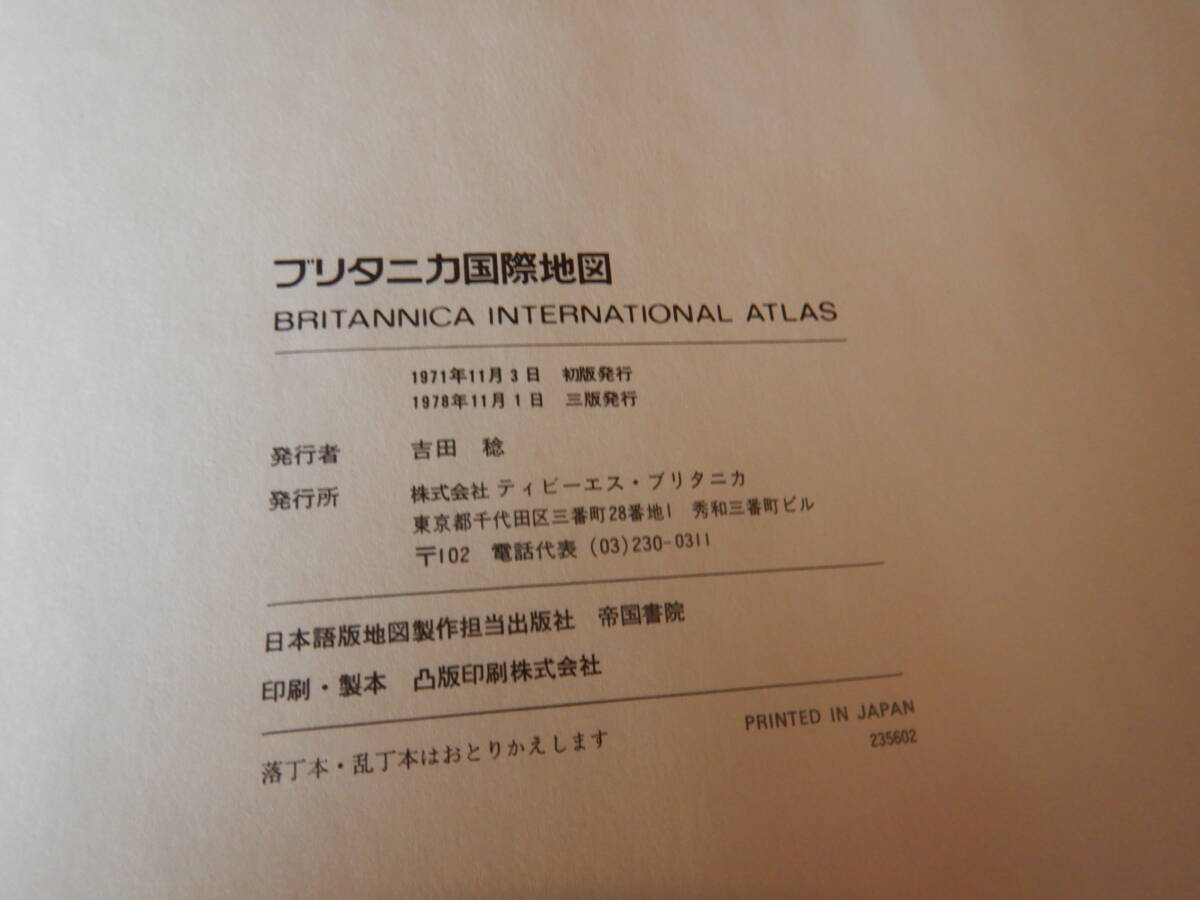 ブリタニカ国際地図
BRITANNICA INTERNATIONAL ATLAS
1971年11月3日 初版発行
1978年11月1日 三版発行
発行者 吉田 稔
発行所 株式会社 ティビーエス・ブリタニカ
東京都千代田区三番町28番地1 秀和三番町ビル
〒102 電話代表 (03)230-0311
日本語版地図製作担当出版社 帝国書院
印刷・製本 凸版印刷株式会社
落丁本・乱丁本はおとりかえします
PRINTED IN JAPAN
235602